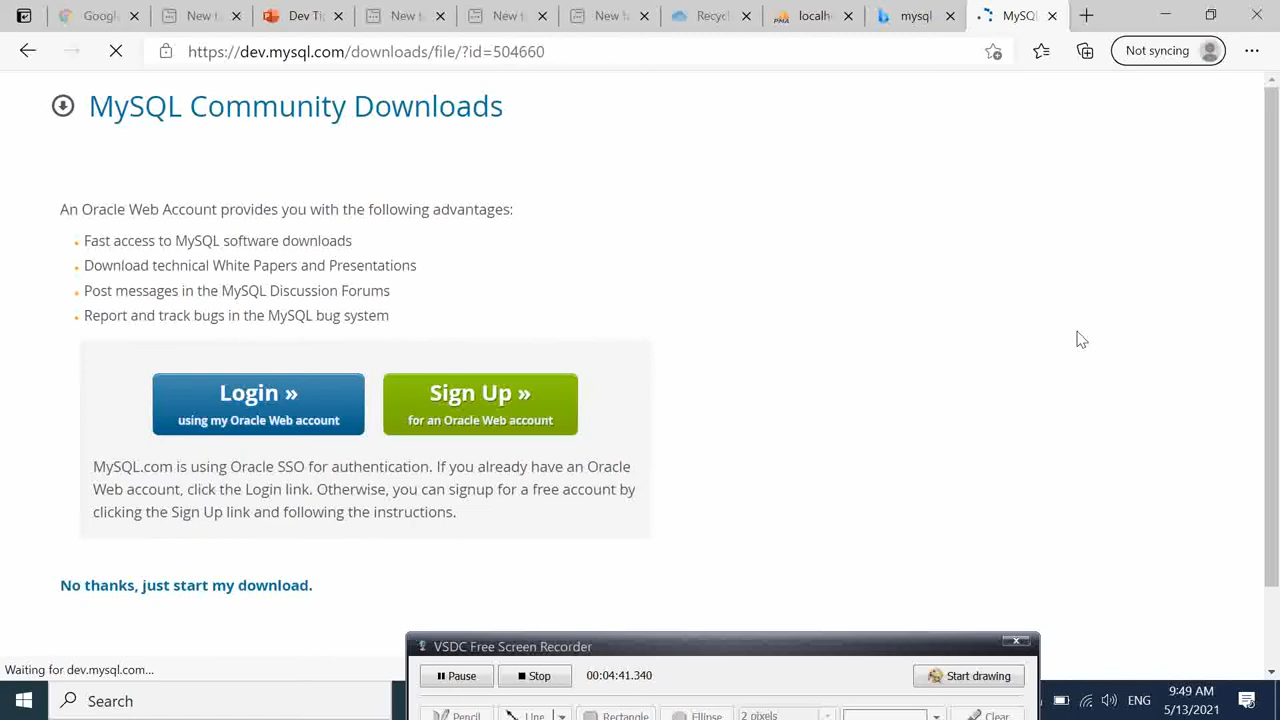 Googl
New t
Dev Ti
New t
New t
New t
Recyc
PMA
localh
mysql
MySQL
https://dev.mysql.com/downloads/file/?id=504660
Not syncing
MySQL Community Downloads
An Oracle Web Account provides you with the following advantages:
Fast access to MySQL software downloads
Download technical White Papers and Presentations
Post messages in the MySQL Discussion Forums
Report and track bugs in the MySQL bug system
Login »
using my Oracle Web account
Sign Up »
for an Oracle Web account
MySQL.com is using Oracle SSO for authentication. If you already have an Oracle
Web account, click the Login link. Otherwise, you can signup for a free account by
clicking the Sign Up link and following the instructions.
No thanks, just start my download.
Waiting for dev.mysql.com...
VSDC Free Screen Recorder
Pause
Stop
00:04:41.340
Start drawing
Pencil
Line
Rectangle
Ellipse
2 pixels
Clear
Search
ENG
9:49 AM
5/13/2021